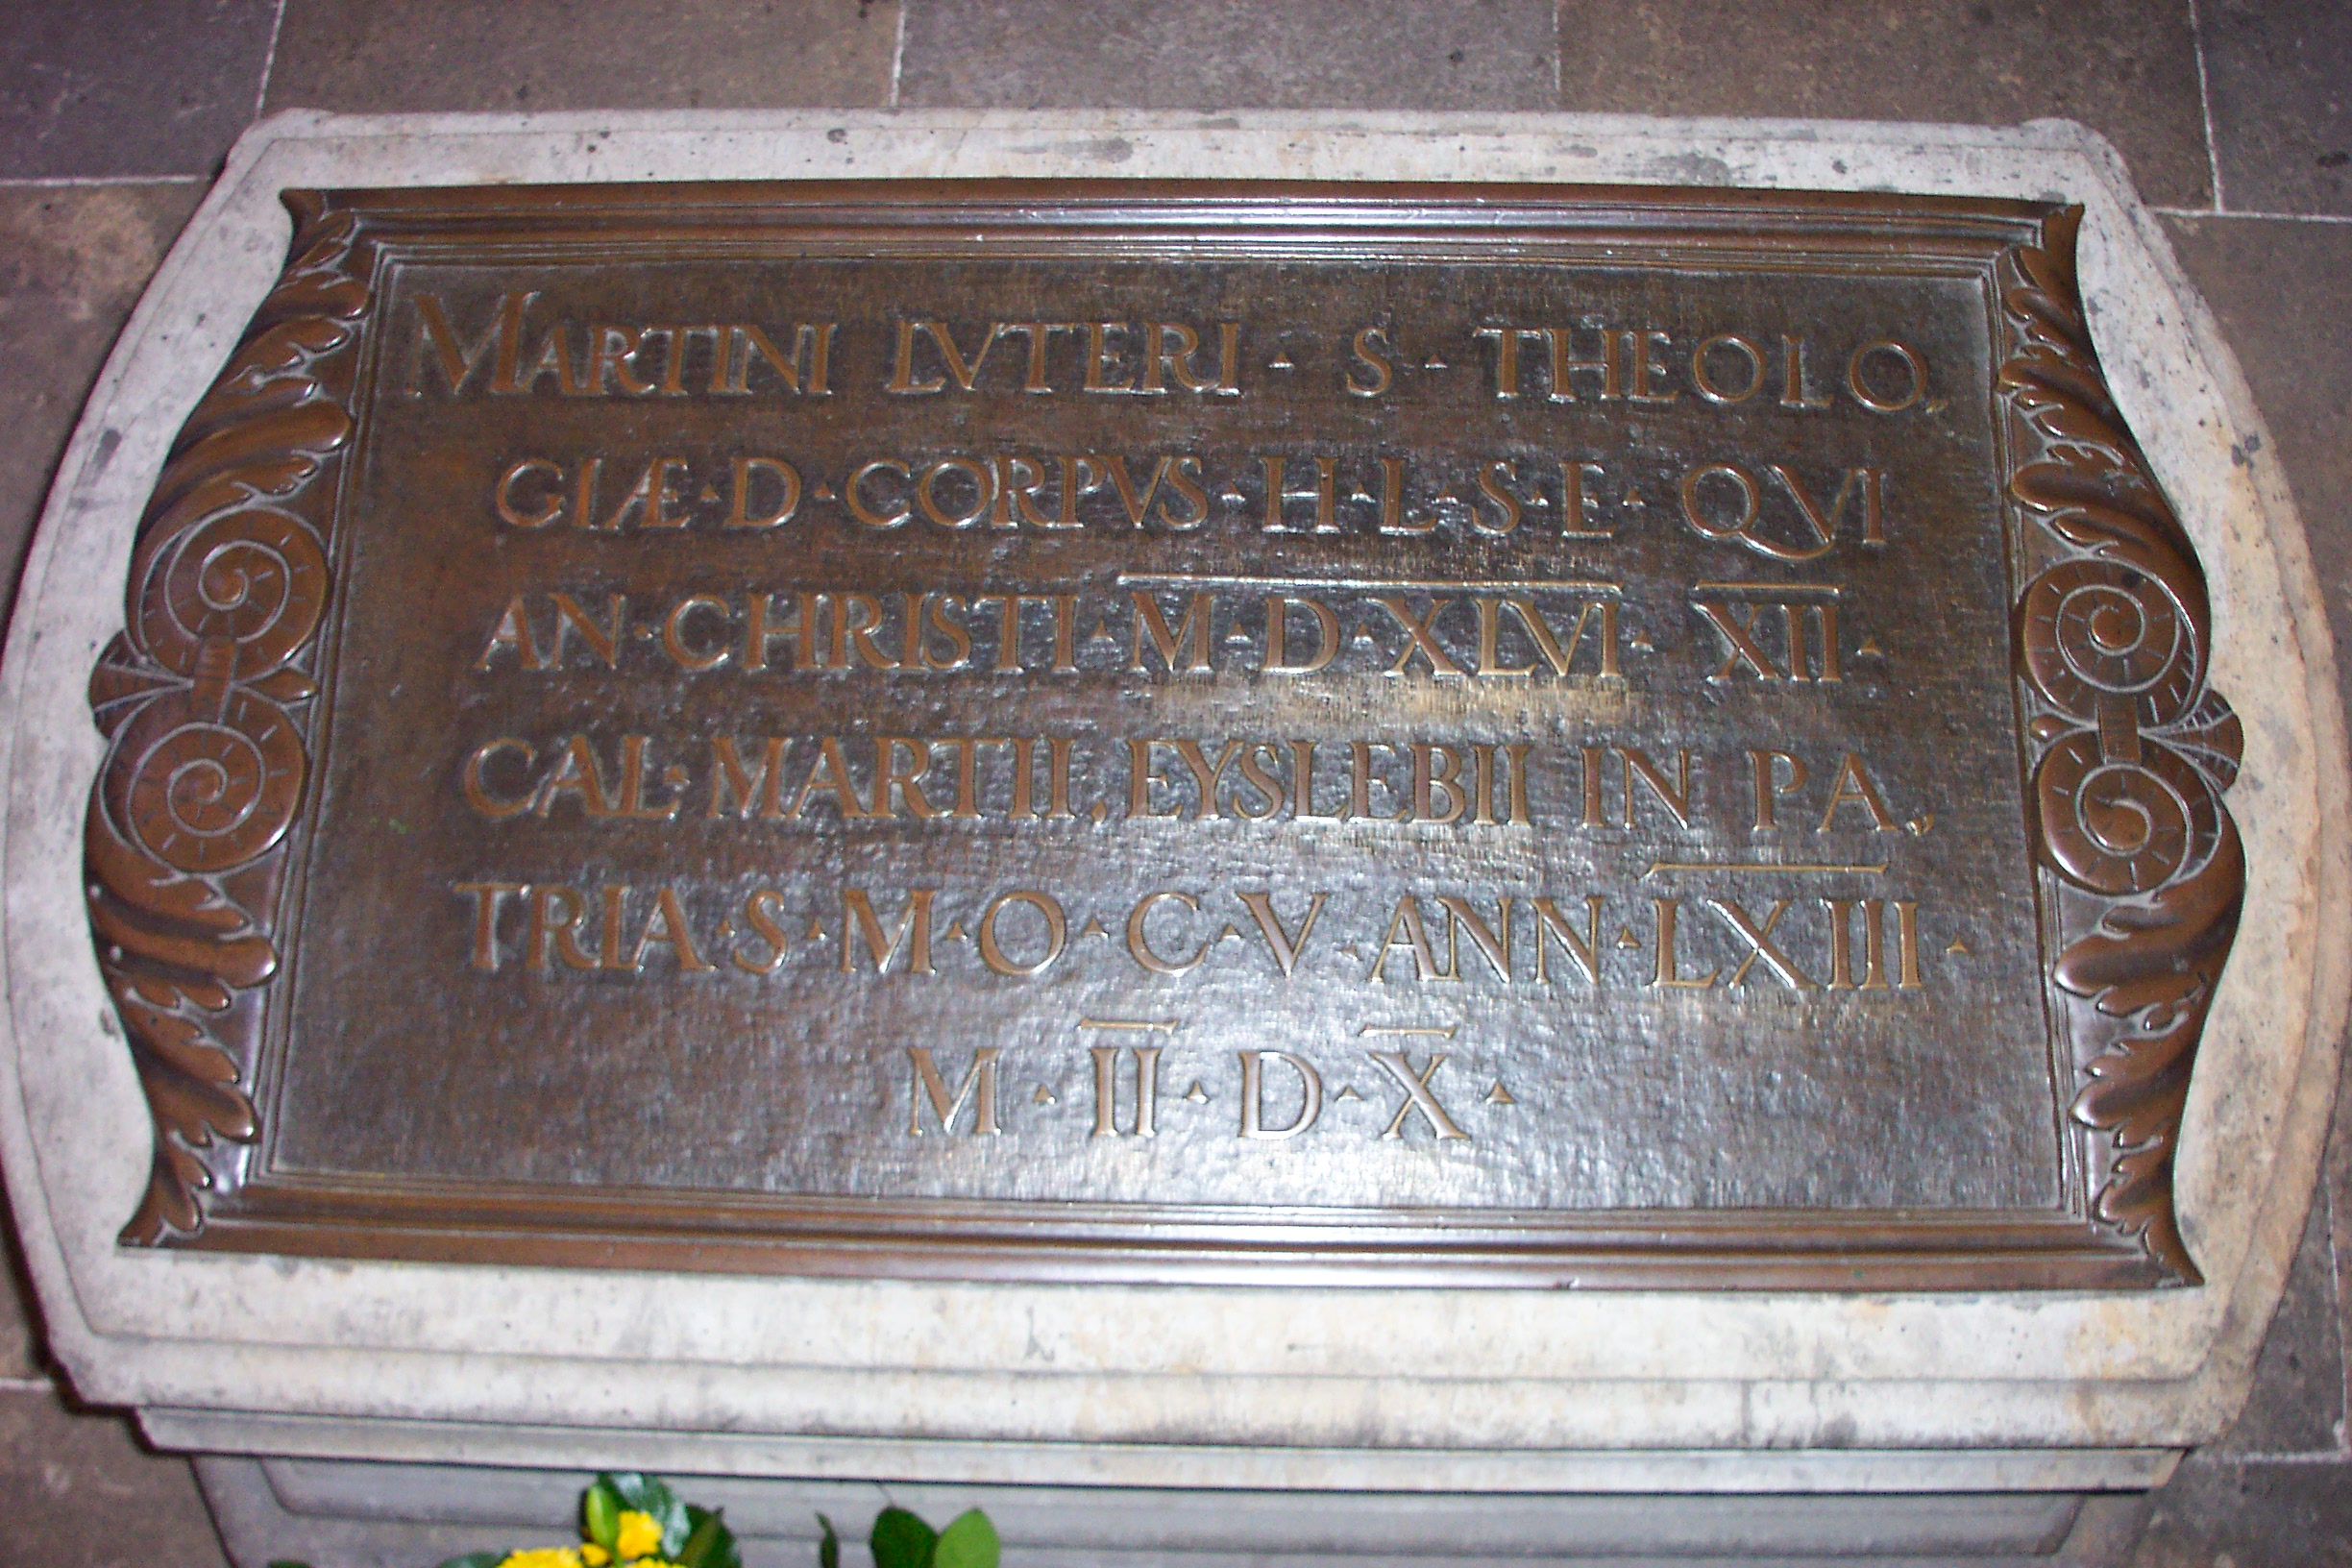 MARTINI LVTERI · S · THEOLO,
GIÆ · D · CORPVS · H · L · S · E · QVI
AN · CHRISTI · M · D · XLVI · XII ·
CAL · MARTII, EYSLEBII IN PA,
TRIA · S · M · O · C · V · ANN · LXIII ·
M · II · D · X ·